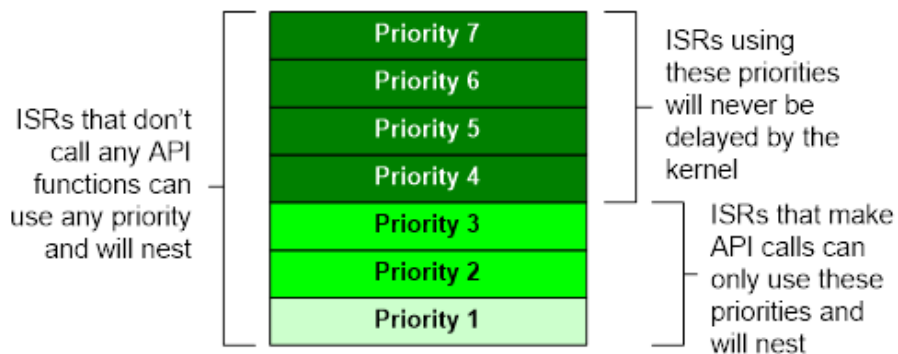 ISRs that don't
call any API
functions can
use any priority
and will nest
Priority 7
Priority 6
Priority 5
Priority 4
Priority 3
Priority 2
Priority 1
ISRs using
these priorities
will never be
delayed by the
kernel
ISRs that make
API calls can
only use these
priorities and
will nest